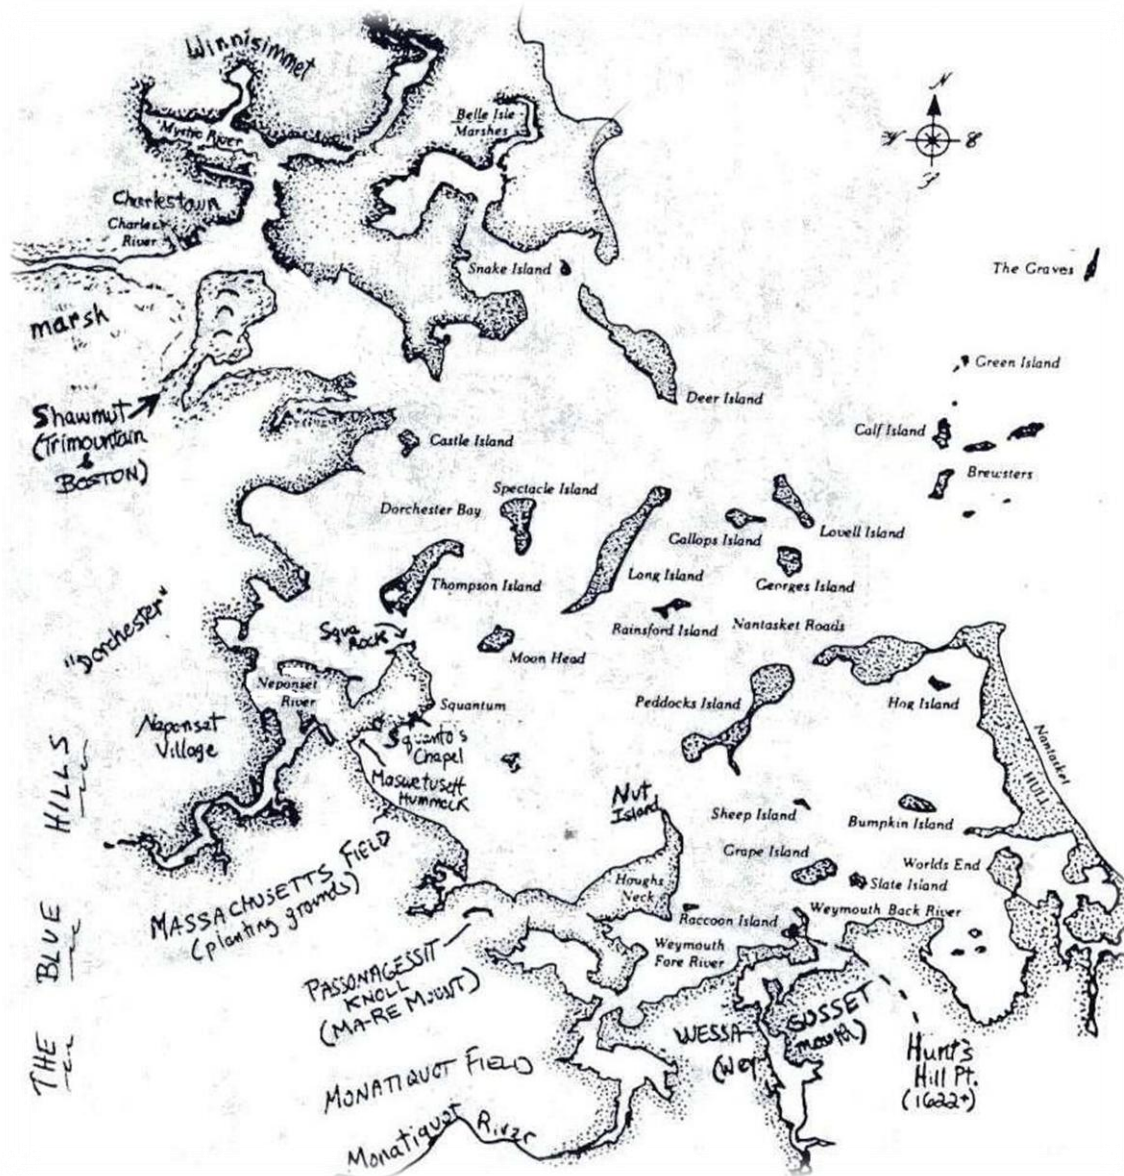 Winnisimmet
N
W
E
S
Belle Isle
Marshes
Mystic River
Charlestown
Charles
River
Snake Island
The Graves
marsh
Green Island
Deer Island
Shawmut
(Trimountain
&
BOSTON)
Castle Island
Calf Island
Brewsters
Spectacle Island
Dorchester Bay
Gallops Island
Lovell Island
Thompson Island
Long Island
Georges Island
"Dorchester"
Squa
Rock
Rainsford Island
Nantasket Roads
Moon Head
Neponset
River
Squantum
Peddocks Island
Hog Island
Neponset
Village
Squanto's
Chapel
Maswetusett
Hummock
Nantasket
HULL
Nut
Island
Sheep Island
Bumpkin Island
Grape Island
Worlds End
Slate Island
Houghs
Neck
MASSACHUSETTS FIELD
(planting grounds)
Raccoon Island
Weymouth Back River
Weymouth
Fore River
PASSONAGESSIT
KNOLL
(MA-RE MOUNT)
WESSAGUSSET
(Weymouth)
Hunt's
Hill Pt.
(1622+)
MONATIQUOT FIELD
Monatiquot River
THE BLUE HILLS